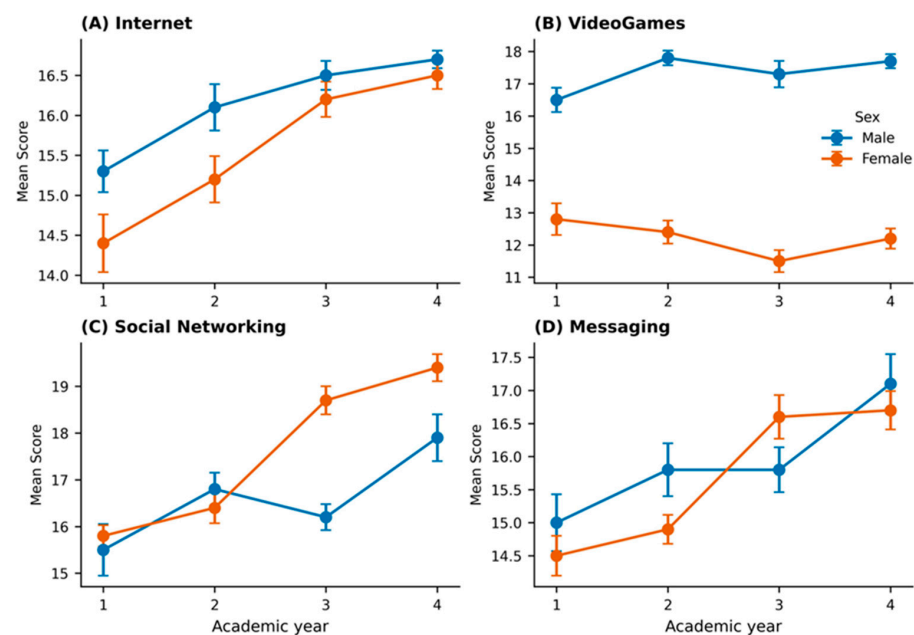 (A) Internet
Mean Score
16.5
16.0
15.5
15.0
14.5
14.0
1 2 3 4
(B) VideoGames
Mean Score
18
17
16
15
14
13
12
11
1 2 3 4
Sex
Male
Female
(C) Social Networking
Mean Score
19
18
17
16
15
1 2 3 4
Academic year
(D) Messaging
Mean Score
17.5
17.0
16.5
16.0
15.5
15.0
14.5
1 2 3 4
Academic year